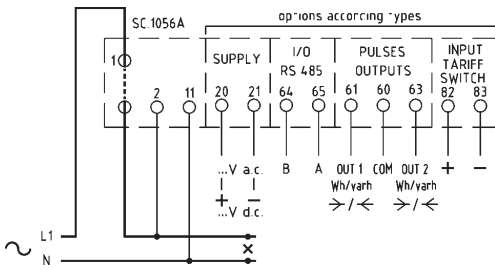 options accorcing types
SC.1056A
SUPPLY
I/O
RS 485
PULSES
OUTPUTS
INPUT
TARIFF
SWITCH
1 2 11 20 21 64 65 61 60 63 82 83
...V a.c. B A OUT 1 COM OUT 2 + –
Wh/varh Wh/varh
+ –
...V d.c.
L1
N